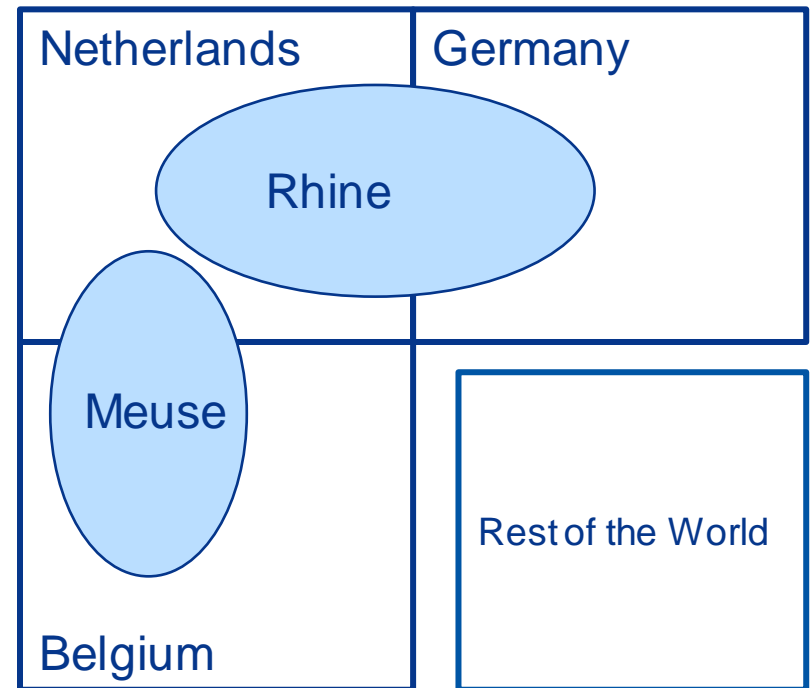 Netherlands
Germany
Rhine
Meuse
Rest of the World
Belgium